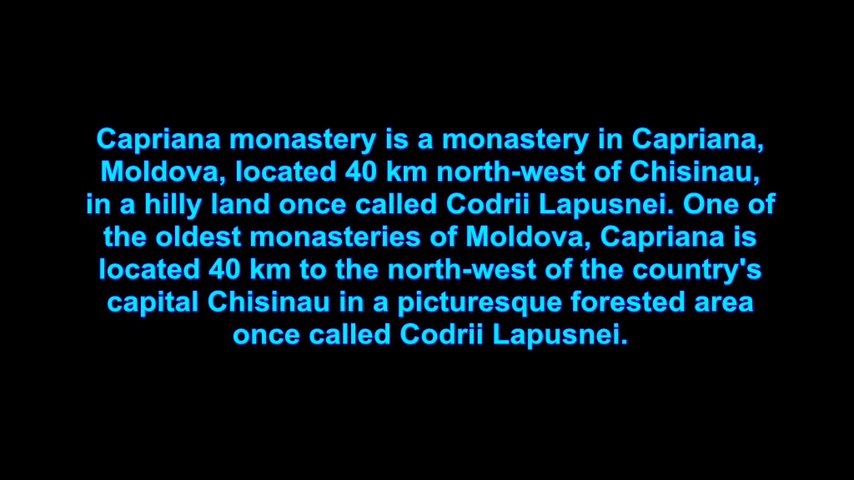 Capriana monastery is a monastery in Capriana,
Moldova, located 40 km north-west of Chisinau,
in a hilly land once called Codrii Lapusnei. One of
the oldest monasteries of Moldova, Capriana is
located 40 km to the north-west of the country's
capital Chisinau in a picturesque forested area
once called Codrii Lapusnei.